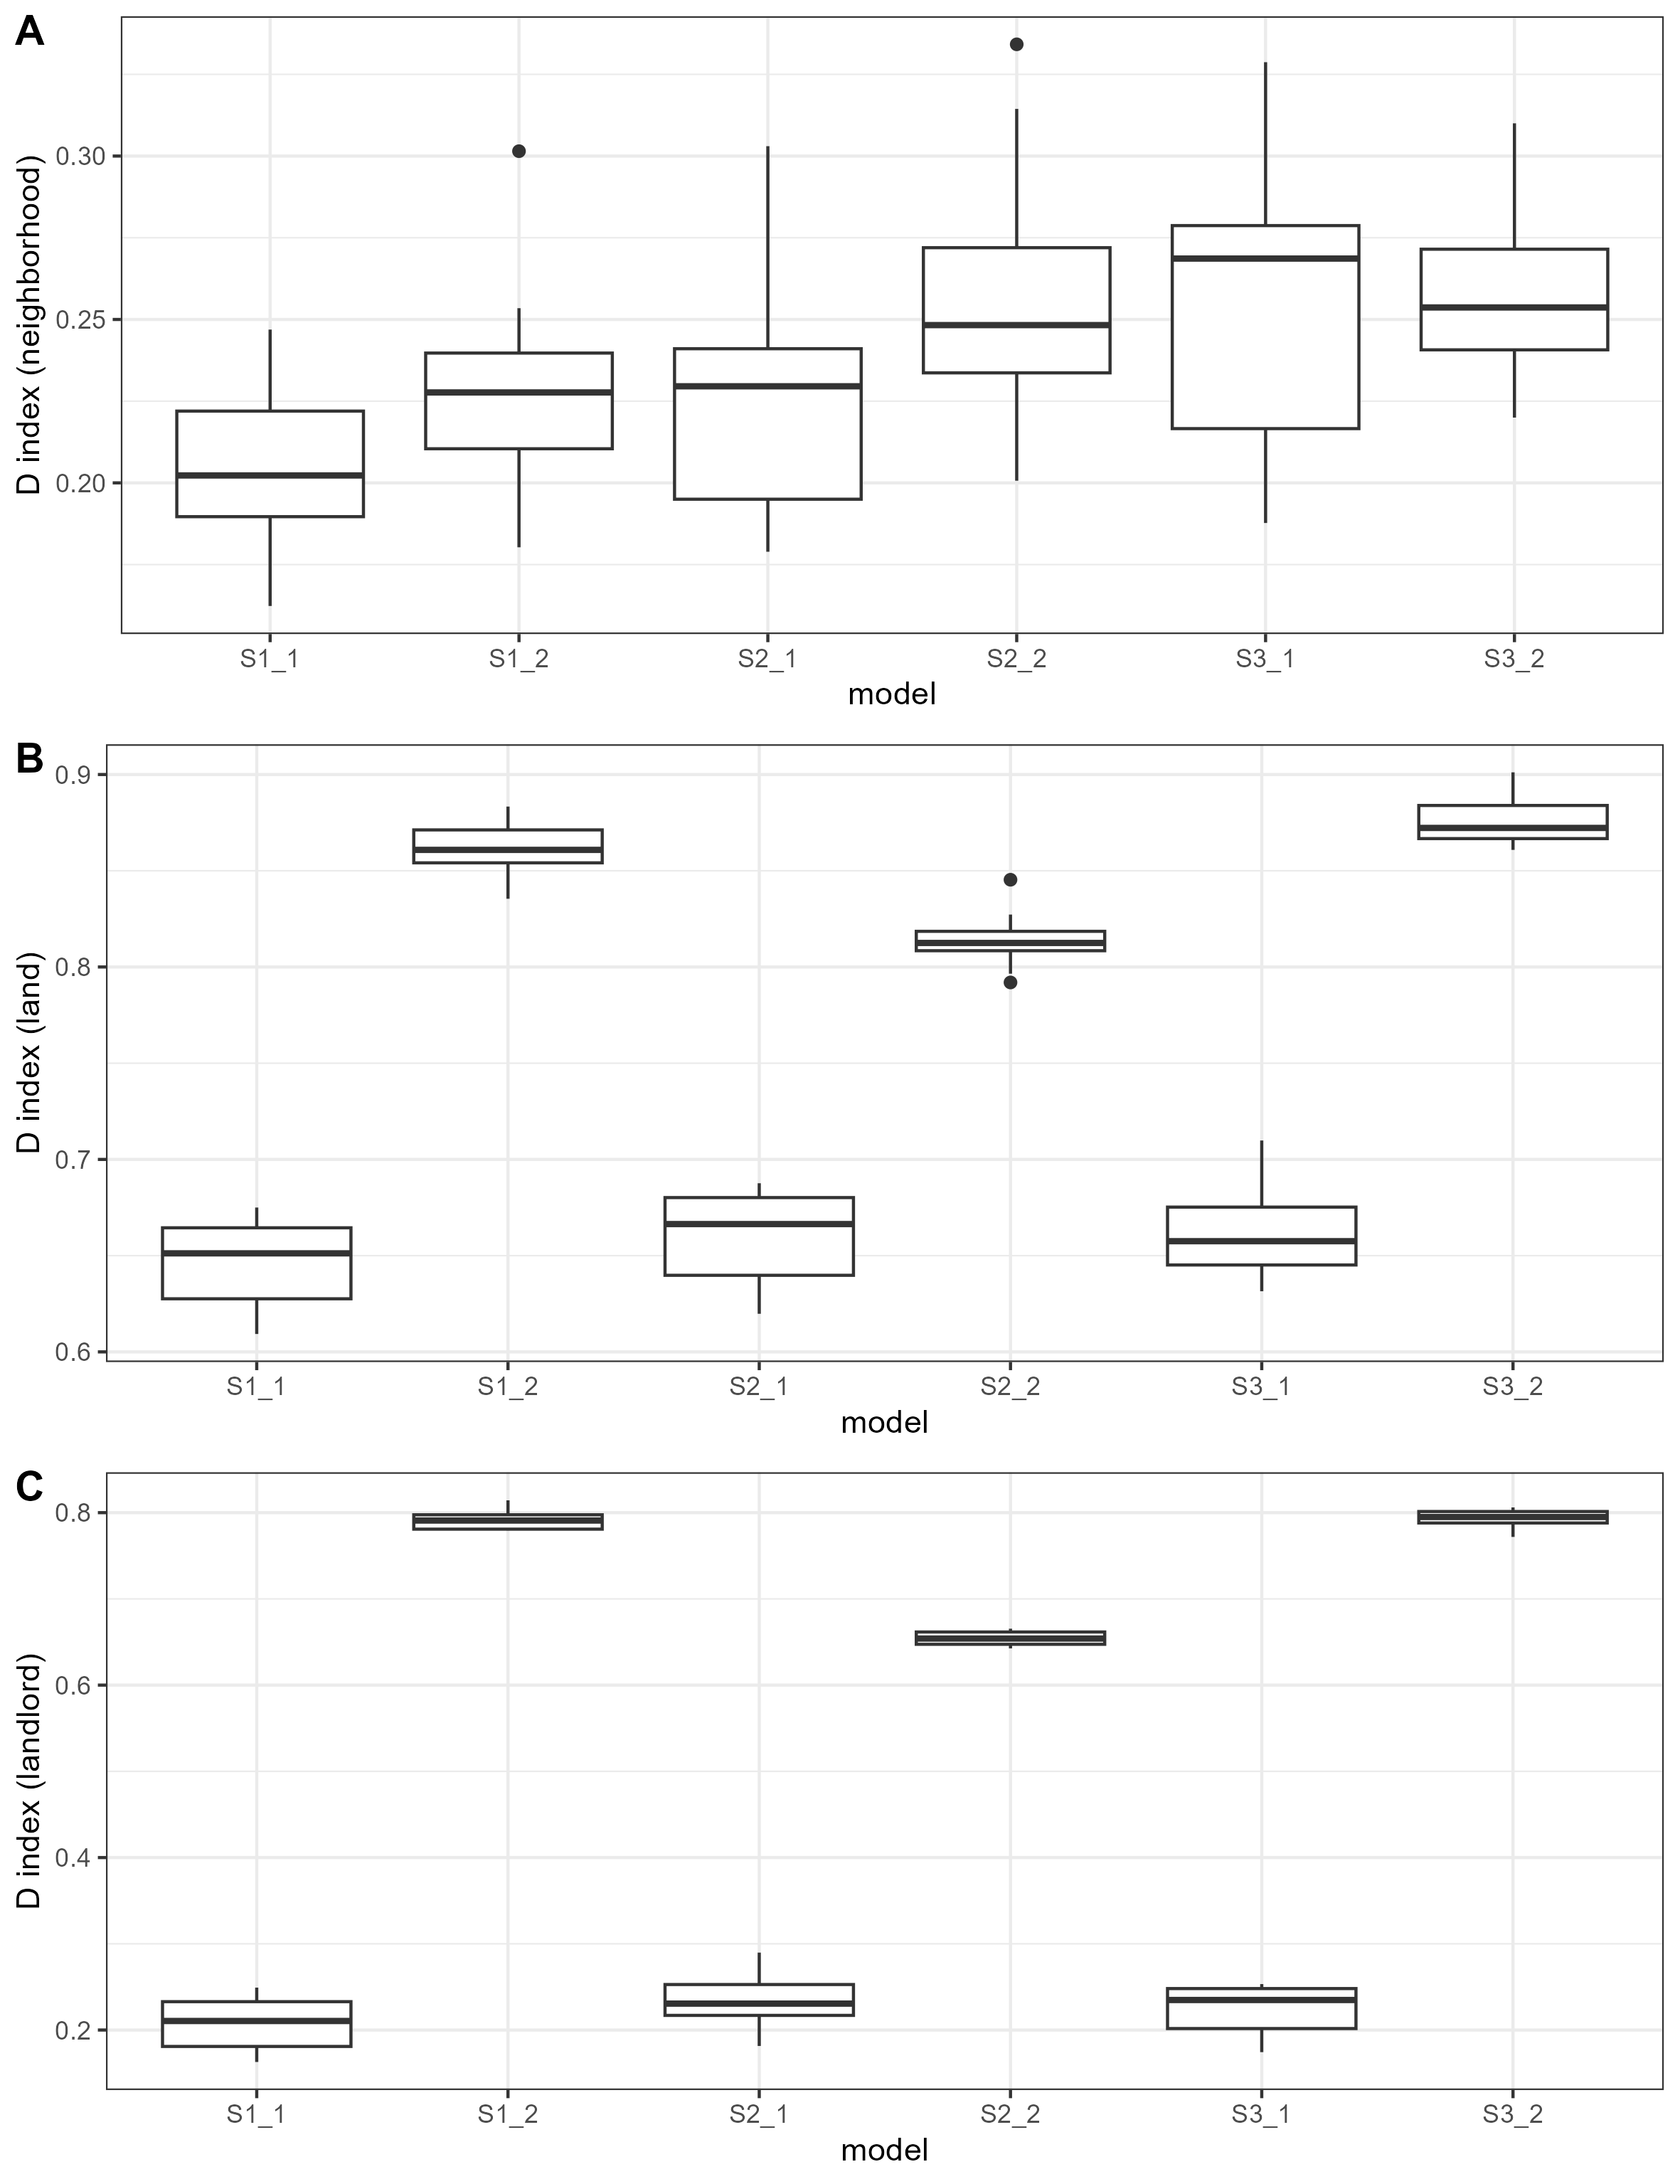 A
D index (neighborhood)
0.30
0.25
0.20
S1_1 S1_2 S2_1 S2_2 S3_1 S3_2
model
B
D index (land)
0.9
0.8
0.7
0.6
S1_1 S1_2 S2_1 S2_2 S3_1 S3_2
model
C
D index (landlord)
0.8
0.6
0.4
0.2
S1_1 S1_2 S2_1 S2_2 S3_1 S3_2
model